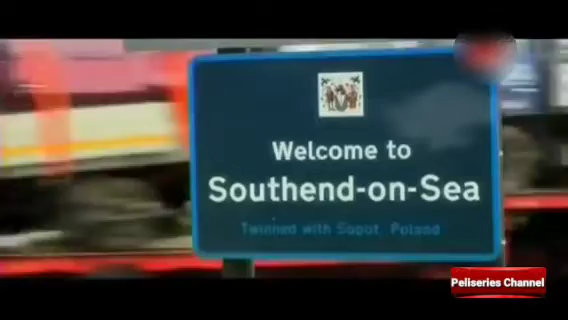 Welcome to
Southend-on-Sea
Twinned with Sopot, Poland
Peliseries Channel